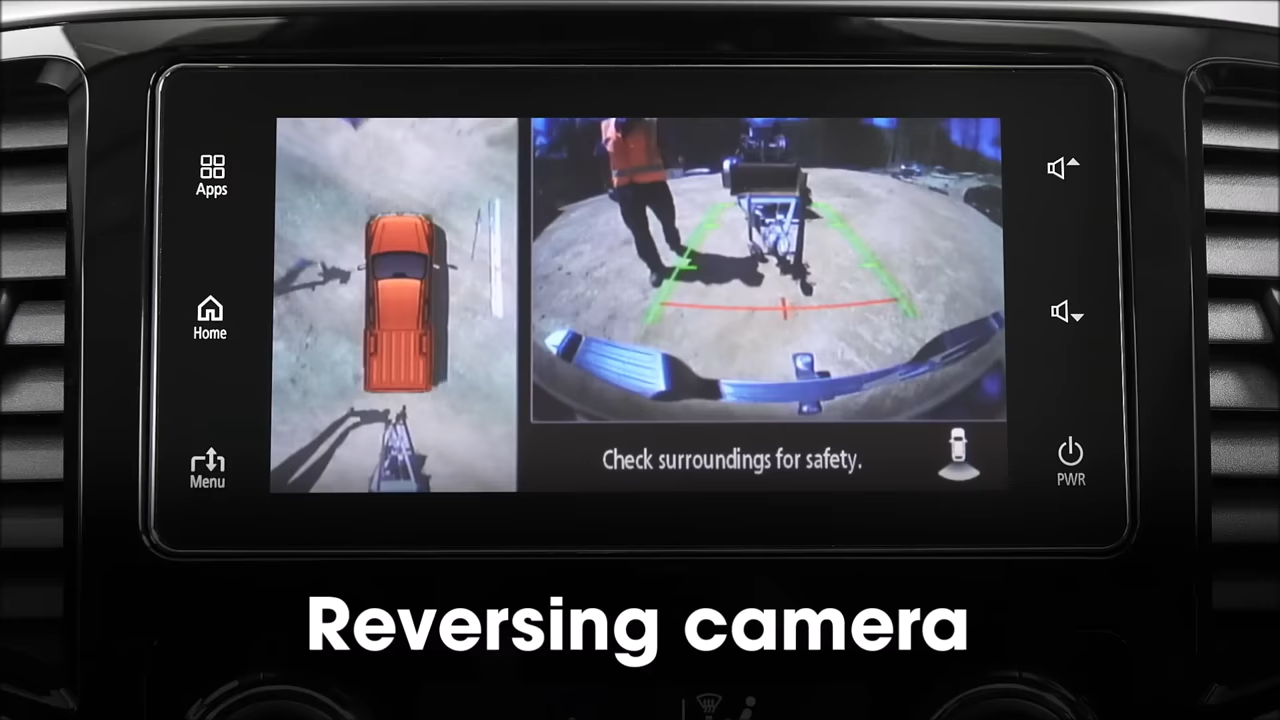 Apps
Home
Menu
Check surroundings for safety.
PWR
Reversing camera